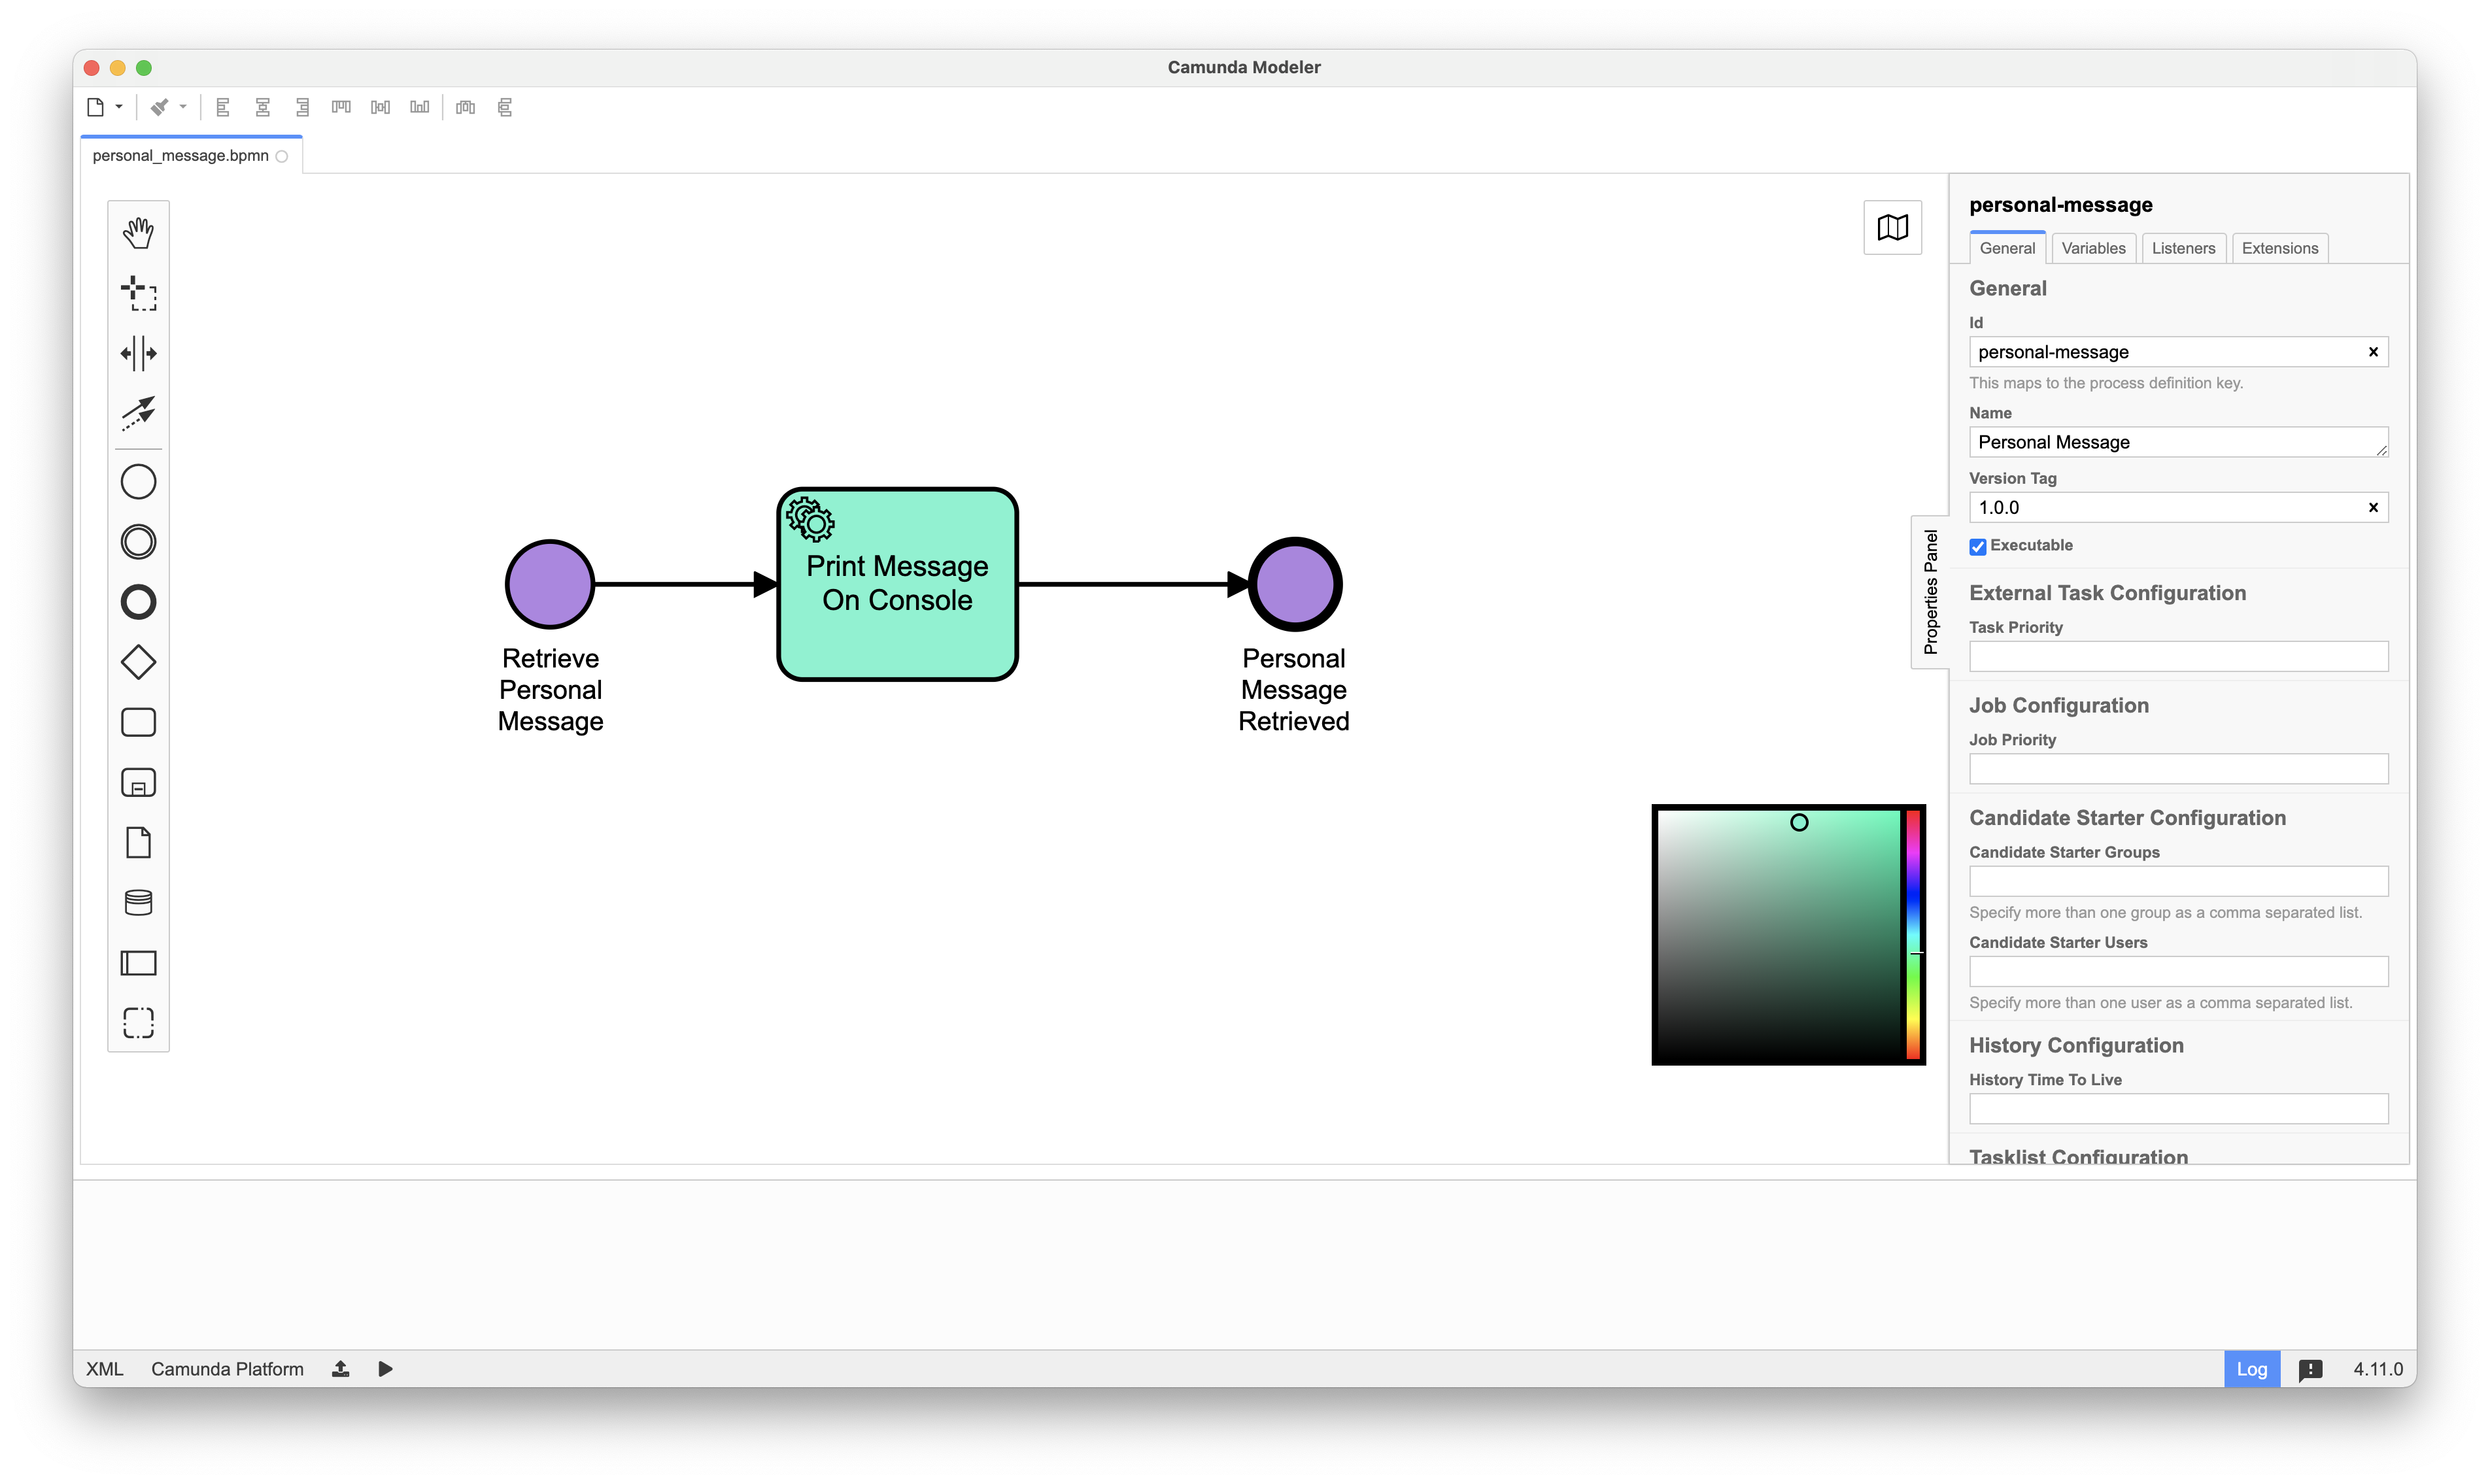 Camunda Modeler
personal_message.bpmn
Retrieve
Personal
Message
Print Message
On Console
Personal
Message
Retrieved
Properties Panel
personal-message
General
Variables
Listeners
Extensions
General
Id
personal-message
This maps to the process definition key.
Name
Personal Message
Version Tag
1.0.0
Executable
External Task Configuration
Task Priority
Job Configuration
Job Priority
Candidate Starter Configuration
Candidate Starter Groups
Specify more than one group as a comma separated list.
Candidate Starter Users
Specify more than one user as a comma separated list.
History Configuration
History Time To Live
Tasklist Configuration
XML
Camunda Platform
Log
4.11.0